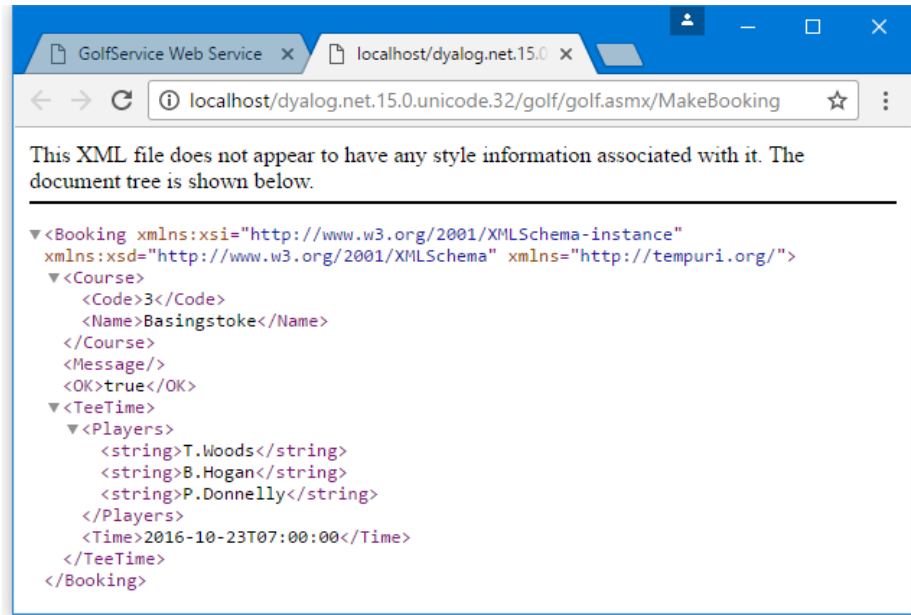 GolfService Web Service
localhost/dyalog.net.15.0
localhost/dyalog.net.15.0.unicode.32/golf/golf.asmx/MakeBooking
This XML file does not appear to have any style information associated with it. The
document tree is shown below.
<Booking xmlns:xsi="http://www.w3.org/2001/XMLSchema-instance"
xmlns:xsd="http://www.w3.org/2001/XMLSchema" xmlns="http://tempuri.org/">
<Course>
<Code>3</Code>
<Name>Basingstoke</Name>
</Course>
<Message/>
<OK>true</OK>
<TeeTime>
<Players>
<string>T.Woods</string>
<string>B.Hogan</string>
<string>P.Donnelly</string>
</Players>
<Time>2016-10-23T07:00:00</Time>
</TeeTime>
</Booking>